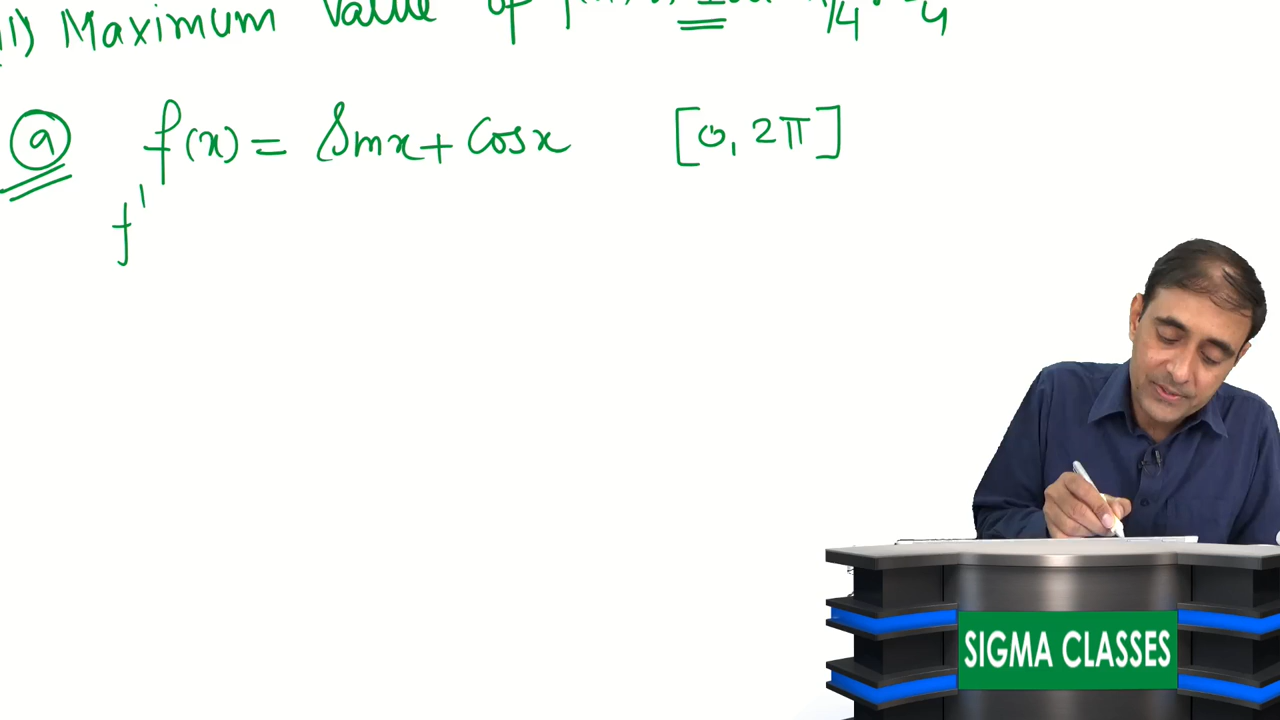 Maximum Value of
(a) f(x) = Sinx + Cosx [0, 2π]
f'
SIGMA CLASSES